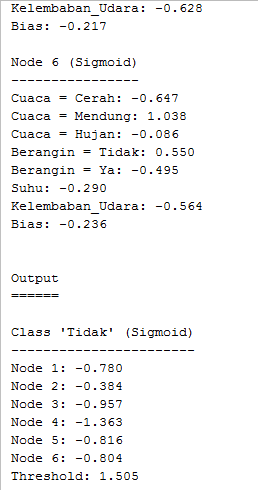 Kelembaban_Udara: -0.628
Bias: -0.217
Node 6 (Sigmoid)
----------------
Cuaca = Cerah: -0.647
Cuaca = Mendung: 1.038
Cuaca = Hujan: -0.086
Berangin = Tidak: 0.550
Berangin = Ya: -0.495
Suhu: -0.290
Kelembaban_Udara: -0.564
Bias: -0.236
Output
======
Class 'Tidak' (Sigmoid)
-----------------------
Node 1: -0.780
Node 2: -0.384
Node 3: -0.957
Node 4: -1.363
Node 5: -0.816
Node 6: -0.804
Threshold: 1.505